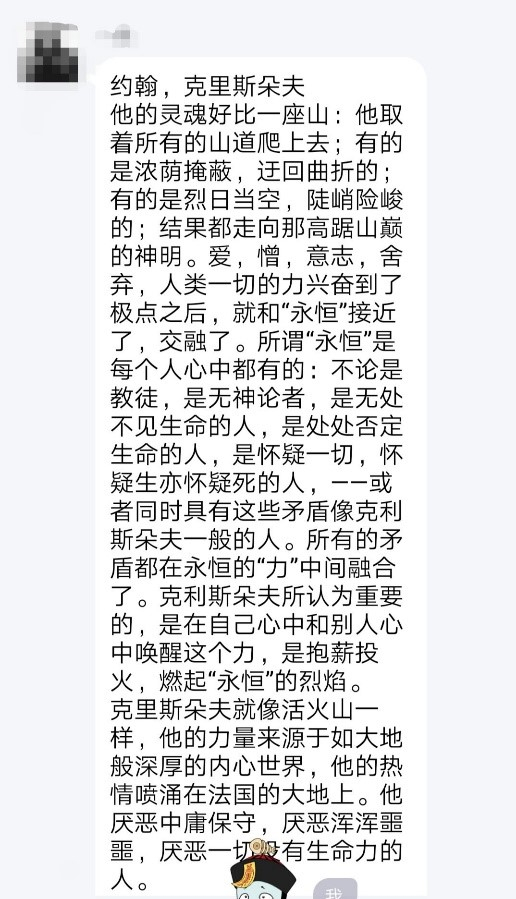 约翰，克里斯朵夫
他的灵魂好比一座山：他取
着所有的山道爬上去；有的
是浓荫掩蔽，迂回曲折的；
有的是烈日当空，陡峭险峻
的；结果都走向那高踞山巅
的神明。爱，憎，意志，舍
弃，人类一切的力兴奋到了
极点之后，就和“永恒”接近
了，交融了。所谓“永恒”是
每个人心中都有的：不论是
教徒，是无神论者，是无处
不见生命的人，是处处否定
生命的人，是怀疑一切，怀
疑生亦怀疑死的人，——或
者同时具有这些矛盾像克利
斯朵夫一般的人。所有的矛
盾都在永恒的“力”中间融合
了。克利斯朵夫所认为重要
的，是在自己心中和别人心
中唤醒这个力，是抱薪投
火，燃起“永恒”的烈焰。
克里斯朵夫就像活火山一
样，他的力量来源于如大地
般深厚的内心世界，他的热
情喷涌在法国的大地上。他
厌恶中庸保守，厌恶浑浑噩
噩，厌恶一切没有生命力的
人。
我